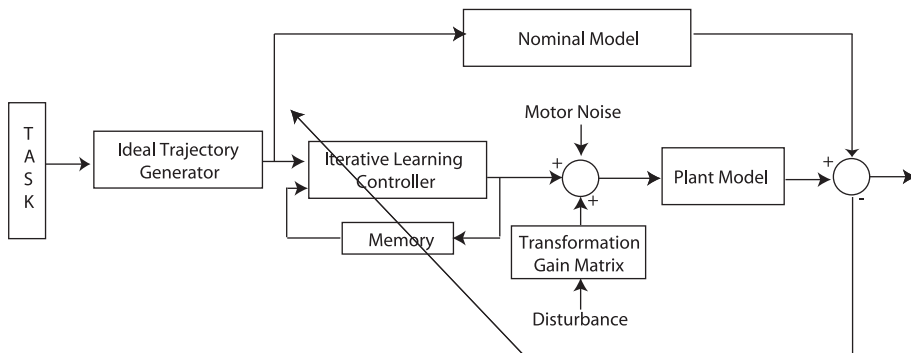 Nominal Model
T
A
S
K
Ideal Trajectory
Generator
Iterative Learning
Controller
Memory
Motor Noise
+
+
Transformation
Gain Matrix
Disturbance
Plant Model
+
-